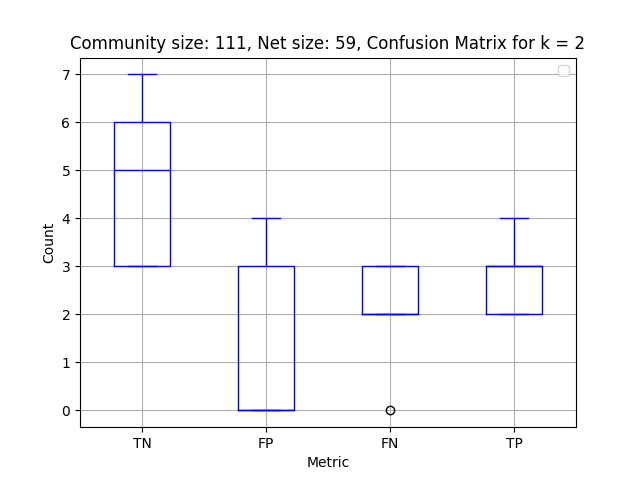 Community size: 111, Net size: 59, Confusion Matrix for k = 2
7
6
5
4
3
2
1
0
Count
TN FP FN TP
Metric